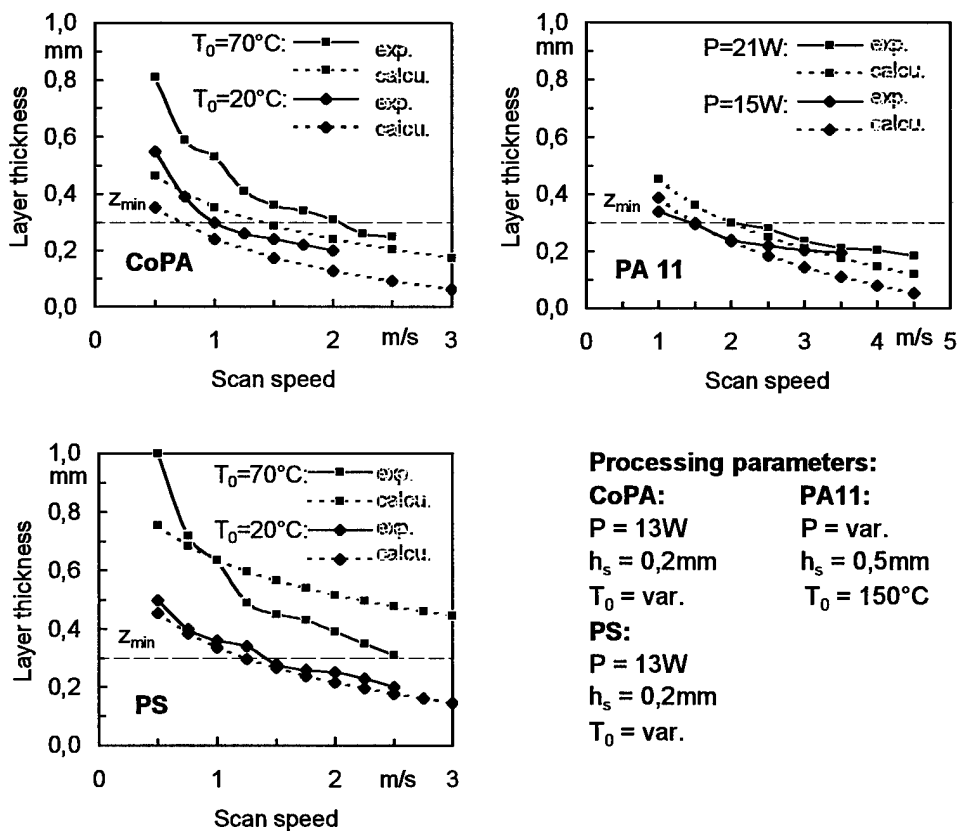 1,0
mm
0,8
0,6
0,4
0,2
0,0
Layer thickness
T₀=70°C: exp.
calcu.
T₀=20°C: exp.
calcu.
z_min
CoPA
0 1 2 m/s 3
Scan speed
1,0
mm
0,8
0,6
0,4
0,2
0,0
Layer thickness
P=21W: exp.
calcu.
P=15W: exp.
calcu.
z_min
PA 11
0 1 2 3 4 m/s 5
Scan speed
1,0
mm
0,8
0,6
0,4
0,2
0,0
Layer thickness
T₀=70°C: exp.
calcu.
T₀=20°C: exp.
calcu.
z_min
PS
0 1 2 m/s 3
Scan speed
Processing parameters:
CoPA: PA11:
P = 13W P = var.
hₛ = 0,2mm hₛ = 0,5mm
T₀ = var. T₀ = 150°C
PS:
P = 13W
hₛ = 0,2mm
T₀ = var.